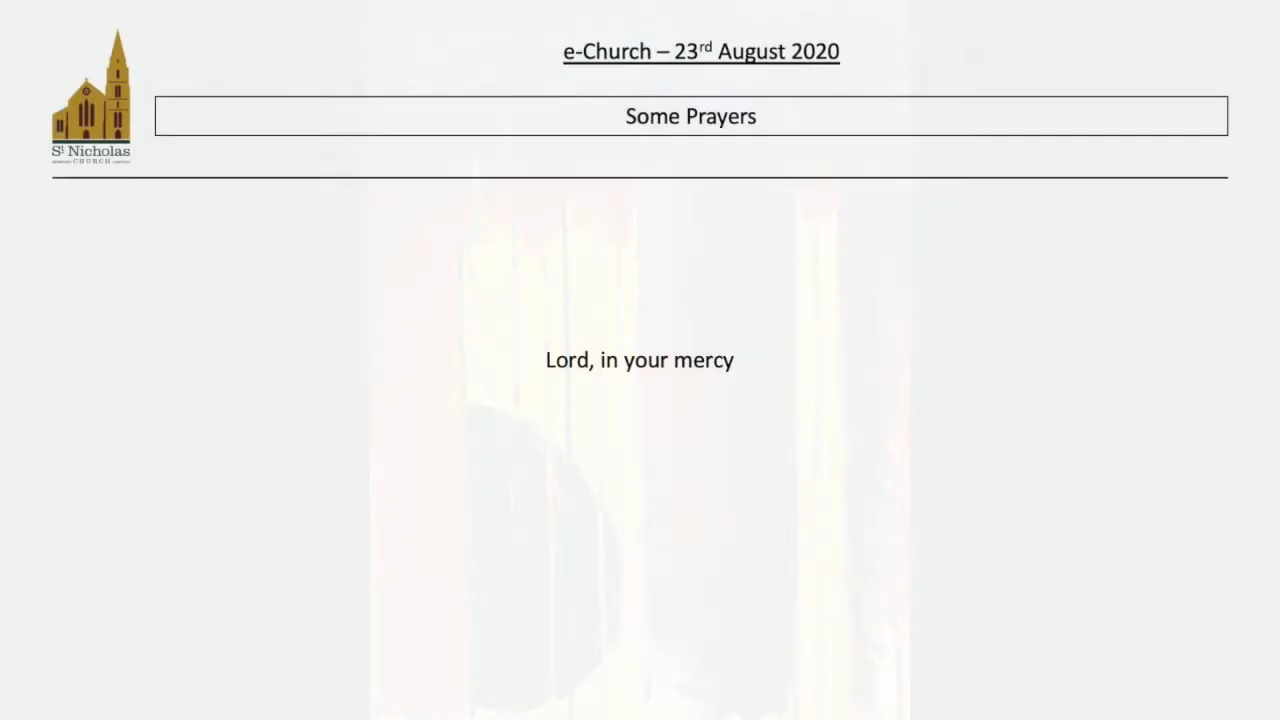 e-Church – 23rd August 2020
Some Prayers
St Nicholas
CHURCH
Lord, in your mercy